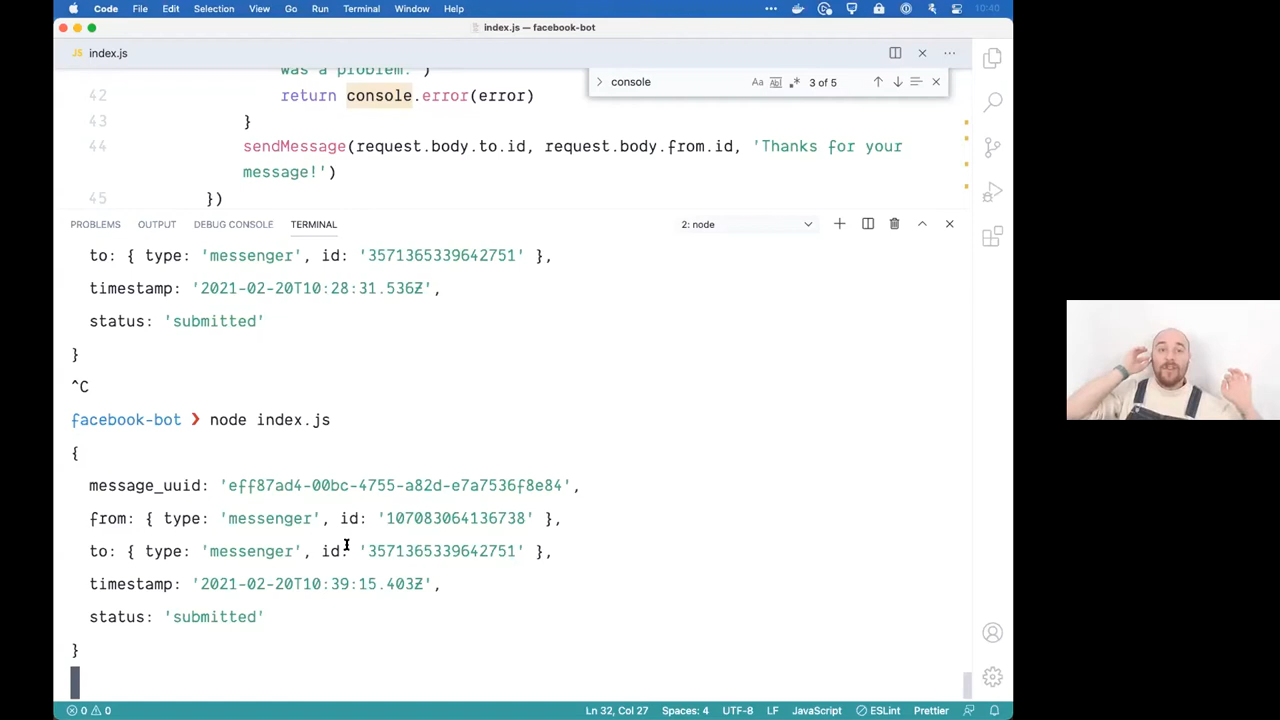 Code File Edit Selection View Go Run Terminal Window Help 10:40
index.js — facebook-bot
JS index.js
was a problem.')
console Aa Ab| .* 3 of 5
42 return console.error(error)
43 }
44 sendMessage(request.body.to.id, request.body.from.id, 'Thanks for your
message!')
45 })
PROBLEMS OUTPUT DEBUG CONSOLE TERMINAL 2: node
to: { type: 'messenger', id: '3571365339642751' },
timestamp: '2021-02-20T10:28:31.536Z',
status: 'submitted'
}
^C
facebook-bot ❯ node index.js
{
message_uuid: 'eff87ad4-00bc-4755-a82d-e7a7536f8e84',
from: { type: 'messenger', id: '107083064136738' },
to: { type: 'messenger', id: '3571365339642751' },
timestamp: '2021-02-20T10:39:15.403Z',
status: 'submitted'
}
0 0 Ln 32, Col 27 Spaces: 4 UTF-8 LF JavaScript ESLint Prettier